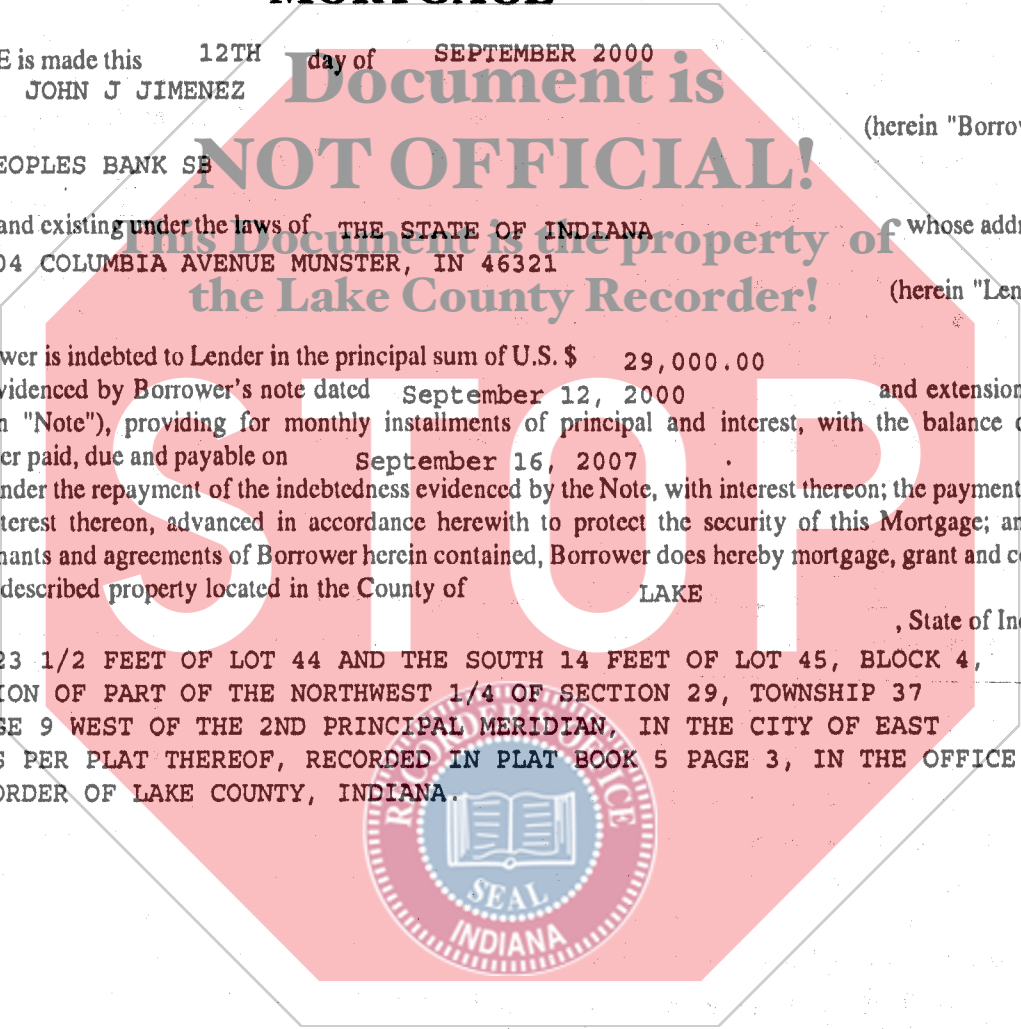 MORTGAGE
E is made this 12TH day of SEPTEMBER 2000
JOHN J JIMENEZ
(herein "Borrow
EOPLES BANK SB
and existing under the laws of THE STATE OF INDIANA whose addr
04 COLUMBIA AVENUE MUNSTER, IN 46321
(herein "Len
wer is indebted to Lender in the principal sum of U.S. $ 29,000.00
videnced by Borrower's note dated September 12, 2000 and extension
n "Note"), providing for monthly installments of principal and interest, with the balance o
er paid, due and payable on September 16, 2007 .
nder the repayment of the indebtedness evidenced by the Note, with interest thereon; the payment
terest thereon, advanced in accordance herewith to protect the security of this Mortgage; an
nants and agreements of Borrower herein contained, Borrower does hereby mortgage, grant and co
described property located in the County of LAKE
, State of Ind
23 1/2 FEET OF LOT 44 AND THE SOUTH 14 FEET OF LOT 45, BLOCK 4,
ION OF PART OF THE NORTHWEST 1/4 OF SECTION 29, TOWNSHIP 37
GE 9 WEST OF THE 2ND PRINCIPAL MERIDIAN, IN THE CITY OF EAST
S PER PLAT THEREOF, RECORDED IN PLAT BOOK 5 PAGE 3, IN THE OFFICE
ORDER OF LAKE COUNTY, INDIANA.
Document is
NOT OFFICIAL!
This Document is the property of
the Lake County Recorder!
STOP
RECORDER'S OFFICE
SEAL
INDIANA